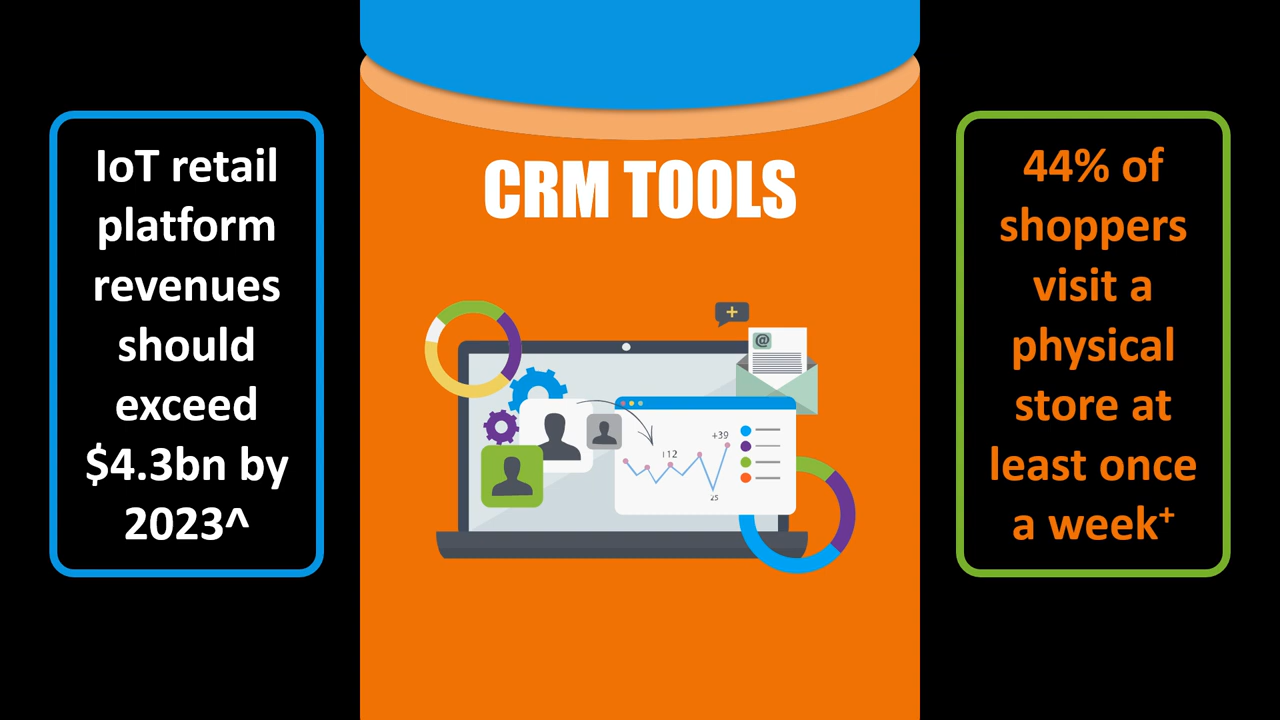 IoT retail
platform
revenues
should
exceed
$4.3bn by
2023^
CRM TOOLS
@
+39
112
25
44% of
shoppers
visit a
physical
store at
least once
a week+